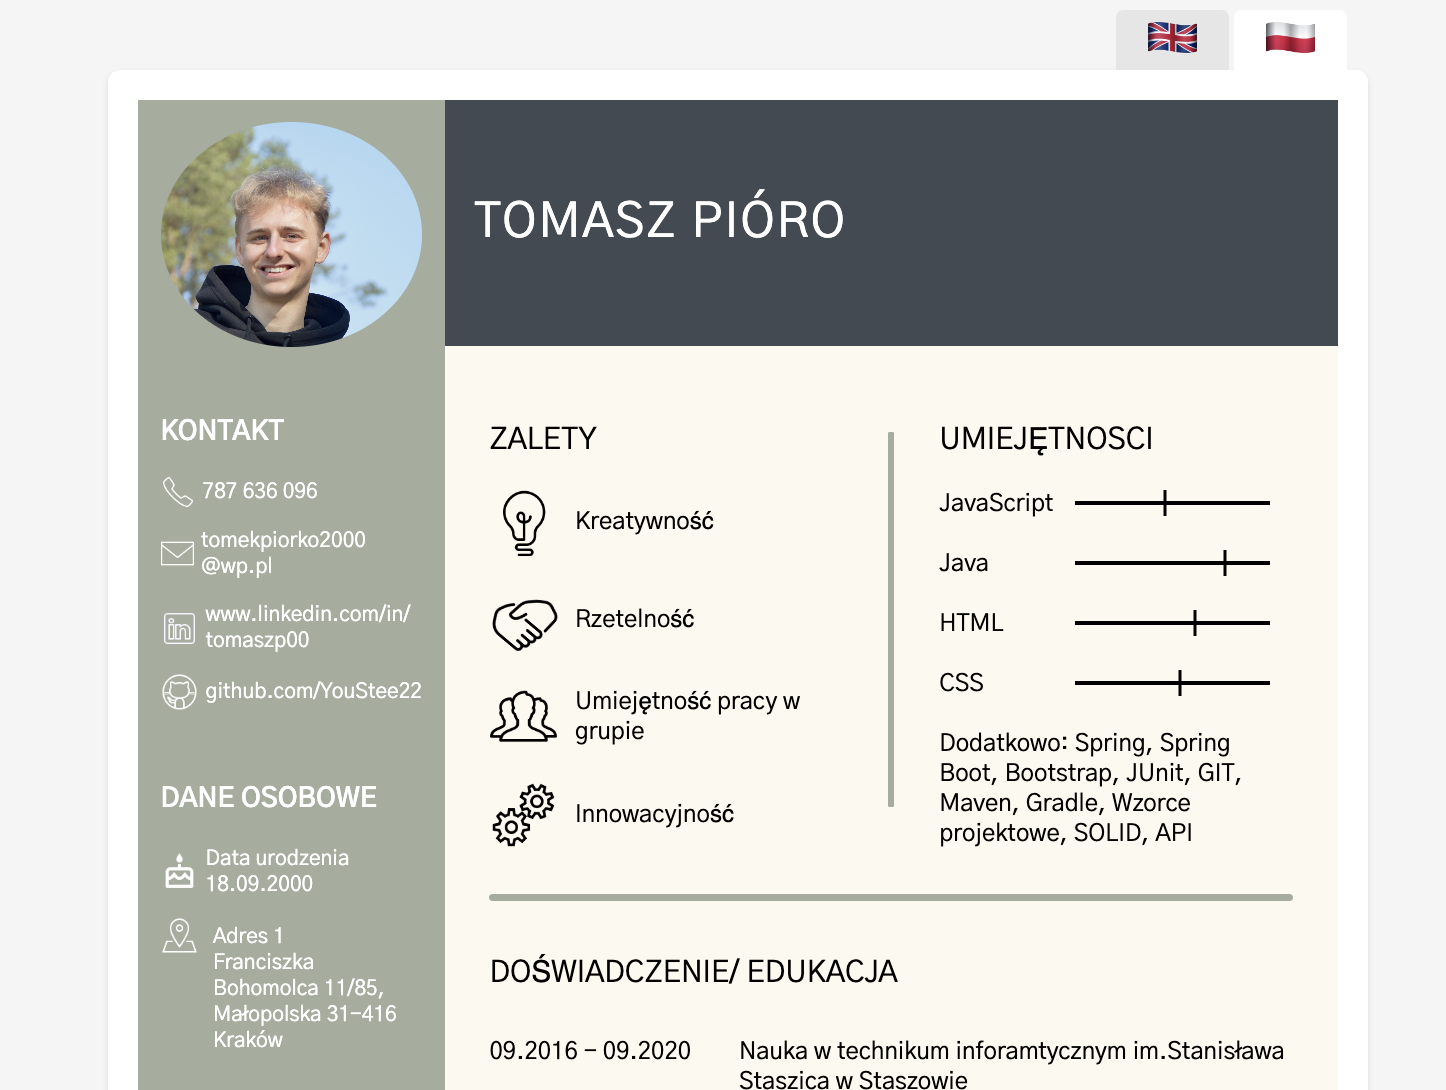 TOMASZ PIÓRO
KONTAKT
787 636 096
tomekpiorko2000
@wp.pl
www.linkedin.com/in/
tomaszp00
github.com/YouStee22
DANE OSOBOWE
Data urodzenia
18.09.2000
Adres 1
Franciszka
Bohomolca 11/85,
Małopolska 31-416
Kraków
ZALETY
Kreatywność
Rzetelność
Umiejętność pracy w
grupie
Innowacyjność
UMIEJĘTNOSCI
JavaScript
Java
HTML
CSS
Dodatkowo: Spring, Spring
Boot, Bootstrap, JUnit, GIT,
Maven, Gradle, Wzorce
projektowe, SOLID, API
DOŚWIADCZENIE/ EDUKACJA
09.2016 - 09.2020
Nauka w technikum inforamtycznym im.Stanisława
Staszica w Staszowie